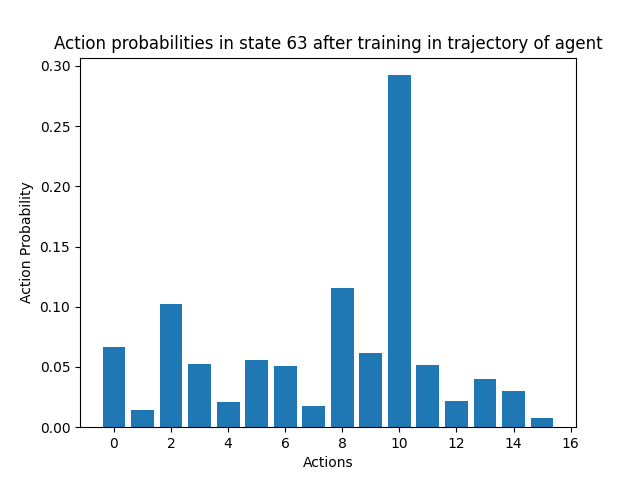 Action probabilities in state 63 after training in trajectory of agent
0.30
0.25
0.20
0.15
0.10
0.05
0.00
Action Probability
0 2 4 6 8 10 12 14 16
Actions